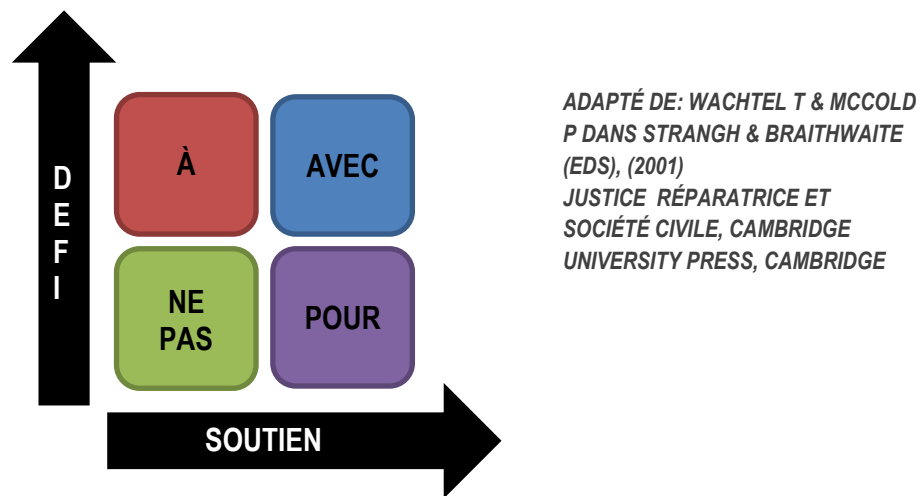 DEFI
À
AVEC
NE
PAS
POUR
SOUTIEN
ADAPTÉ DE: WACHTEL T & MCCOLD
P DANS STRANGH & BRAITHWAITE
(EDS), (2001)
JUSTICE RÉPARATRICE ET
SOCIÉTÉ CIVILE, CAMBRIDGE
UNIVERSITY PRESS, CAMBRIDGE